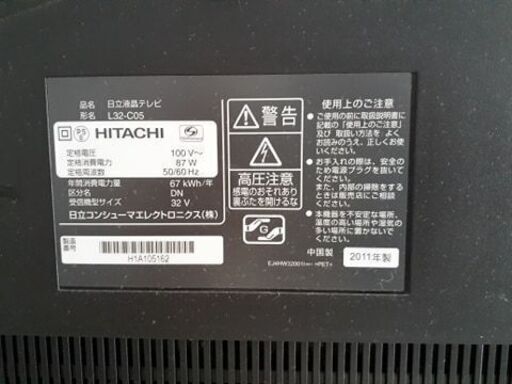 品名 日立液晶テレビ
形名 L32-C05
HITACHI
定格電圧 100 V～
定格消費電力 87 W
定格周波数 50/60 Hz
年間消費電力量 67 kWh/年
区分名 DN
受信機型サイズ 32 V
日立コンシューマエレクトロニクス(株)
製造番号
H1A105162
警告
高圧注意
感電のおそれあり
裏ぶたを開けるな
G
使用上のご注意
●ご使用の前に取扱説明書に
記載の「使用上のご注意」
及び 取扱い方法を よく
お読みのうえ、正しくお使
いください。
●お手入れの際は、安全のた
め電源プラグを抜いてくだ
さい。
また、内部の掃除をすると
きは販売店にご相談くださ
い。
●本機器を不安定な場所、
温度の高い場所や湿気の
多い場所に置かないでく
ださい。
中国製
2011年製